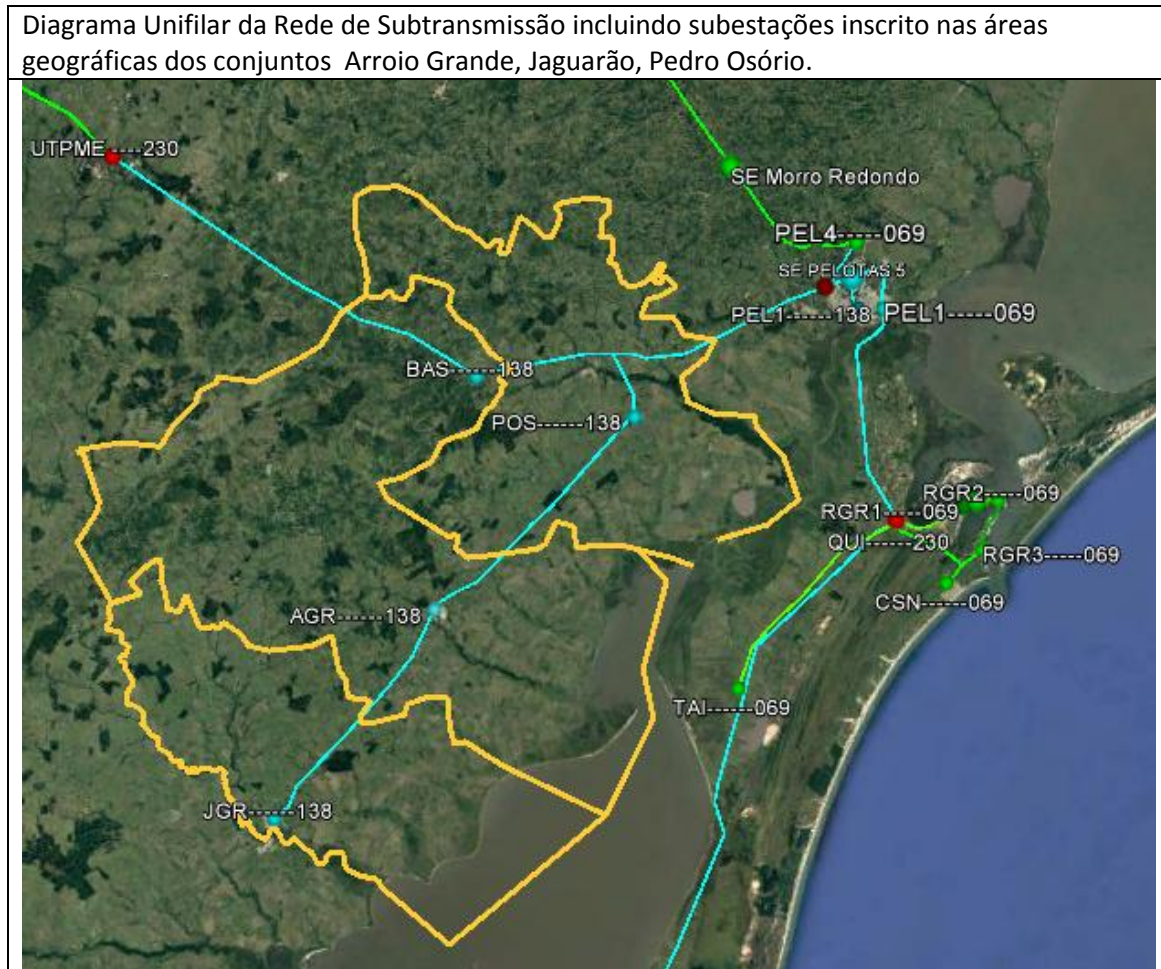 Diagrama Unifilar da Rede de Subtransmissão incluindo subestações inscrito nas áreas
geográficas dos conjuntos  Arroio Grande, Jaguarão, Pedro Osório.
UTPME----230
SE Morro Redondo
PEL4-----069
SE PELOTAS 5
PEL1------138
PEL1-----069
BAS------138
POS------138
RGR2-----069
RGR1-----069
QUI------230
RGR3-----069
CSN------069
AGR------138
TAI------069
JGR------138